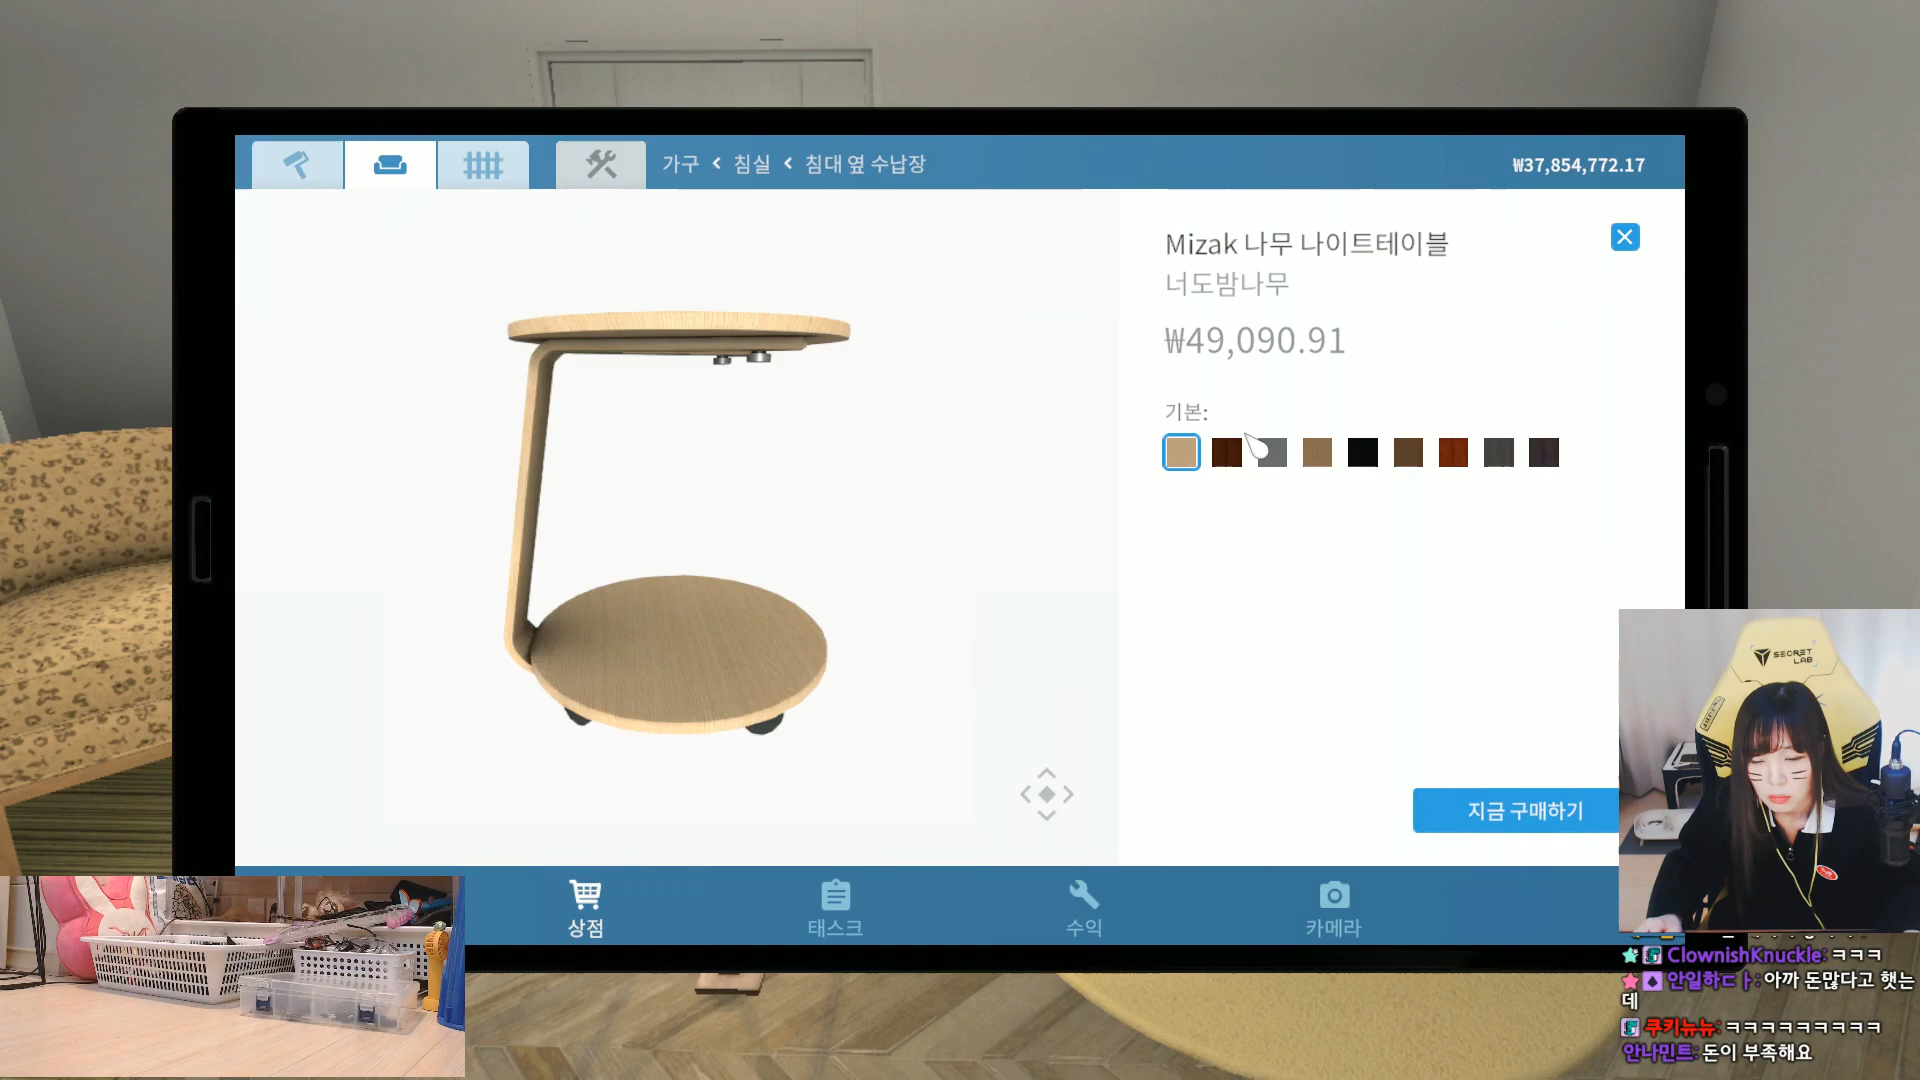 가구 < 침실 < 침대 옆 수납장
₩37,854,772.17
Mizak 나무 나이트테이블
너도밤나무
₩49,090.91
기본:
지금 구매하기
상점
태스크
수익
카메라
SECRET
LAB
ClownishKnuckle: ㅋㅋㅋ
안일하ㄷㅏ: 아까 돈많다고 햇는
데
쿠키뉴뉴: ㅋㅋㅋㅋㅋㅋㅋㅋㅋ
안나민트: 돈이 부족해요